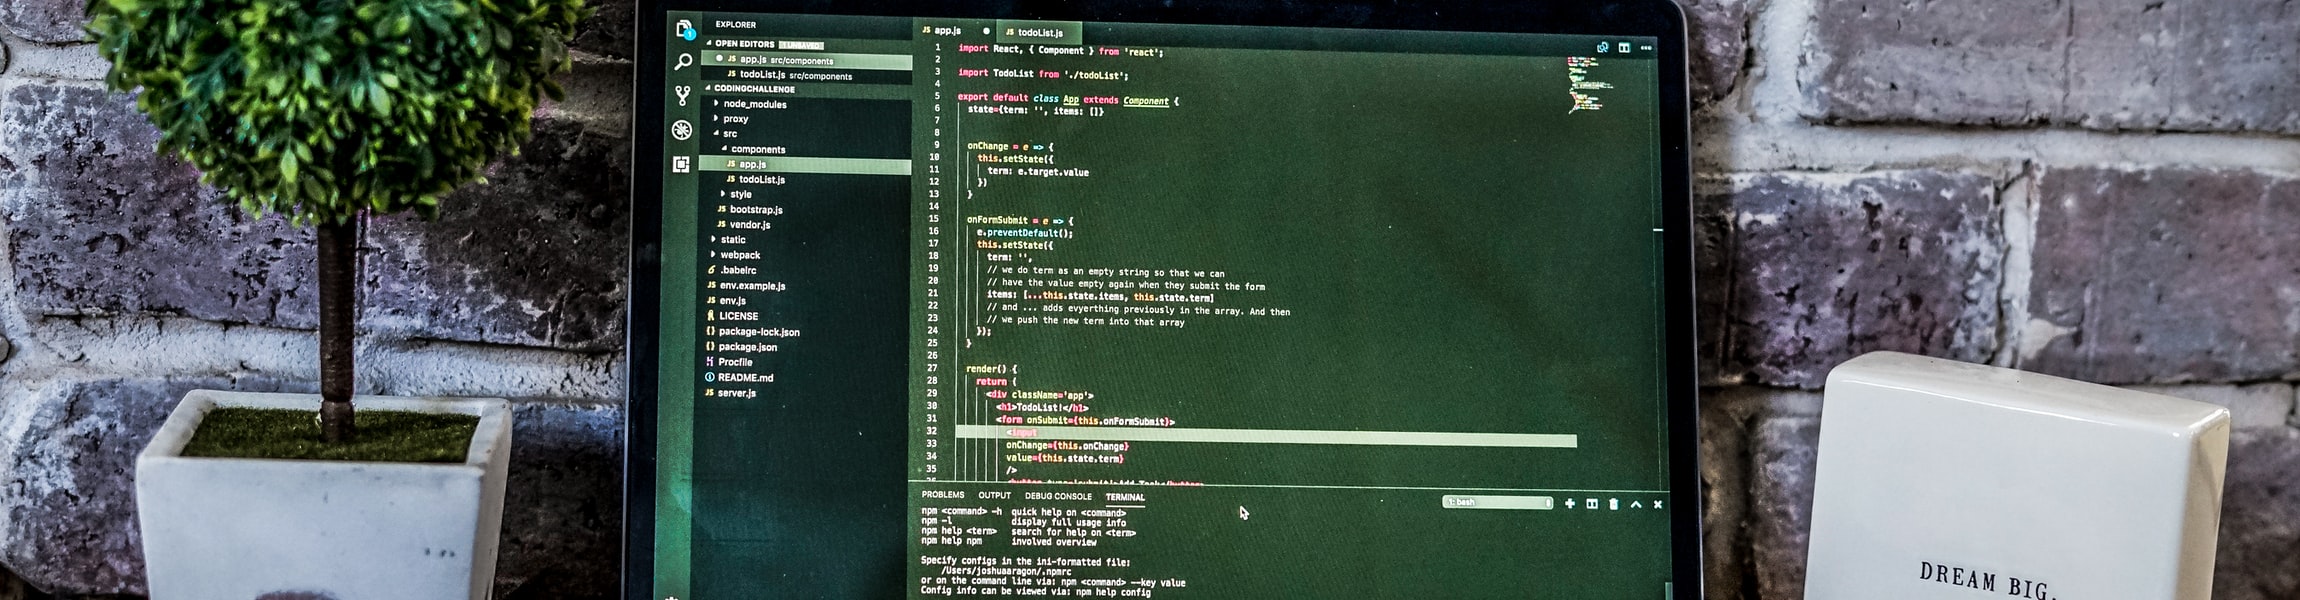 EXPLORER
OPEN EDITORS 1 UNSAVED
app.js src/components
todoList.js src/components
CODINGCHALLENGE
node_modules
proxy
src
components
app.js
todoList.js
style
bootstrap.js
vendor.js
static
webpack
.babelrc
env.example.js
env.js
LICENSE
package-lock.json
package.json
Procfile
README.md
server.js
JS app.js JS todoList.js
1 import React, { Component } from 'react';
2
3 import TodoList from './todoList';
4
5 export default class App extends Component {
6 state={term: '', items: []}
7
8
9 onChange = e => {
10 this.setState({
11 term: e.target.value
12 })
13 }
14
15 onFormSubmit = e => {
16 e.preventDefault();
17 this.setState({
18 term: '',
19 // we do term as an empty string so that we can
20 // have the value empty again when they submit the form
21 items: [...this.state.items, this.state.term]
22 // and ... adds evyerthing previously in the array. And then
23 // we push the new term into that array
24 });
25 }
26
27 render() {
28 return (
29 <div className='app'>
30 <h1>TodoList!</h1>
31 <form onSubmit={this.onFormSubmit}>
32 <input
33 onChange={this.onChange}
34 value={this.state.term}
35 />
PROBLEMS OUTPUT DEBUG CONSOLE TERMINAL 1: bash
npm <command> -h quick help on <command>
npm -l display full usage info
npm help <term> search for help on <term>
npm help npm involved overview
Specify configs in the ini-formatted file:
/Users/joshuaaragon/.npmrc
or on the command line via: npm <command> --key value
Config info can be viewed via: npm help config
DREAM BIG.